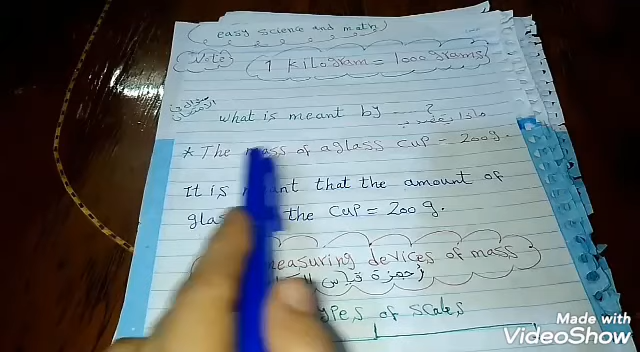 (easy science and math)
Note
1 Kilogram = 1000 grams
what is meant by ---- ?
ماذا يقصد ب
* The mass of a glass cup = 200 g.
It is meant that the amount of
the cup = 200 g.
measuring devices of mass
of scales
Made with
VideoShow